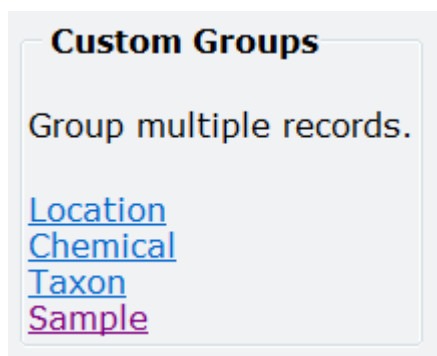 Custom Groups
Group multiple records.
Location
Chemical
Taxon
Sample